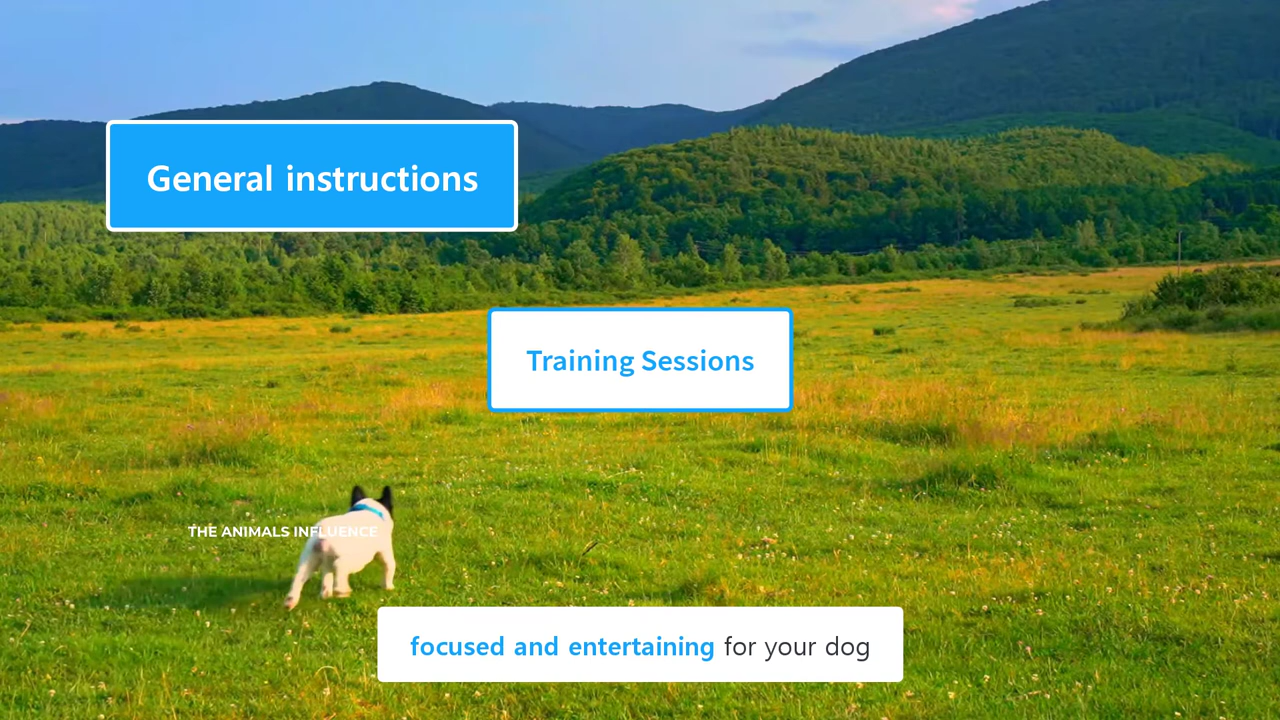 General instructions
Training Sessions
THE ANIMALS INFLUENCE
focused and entertaining for your dog